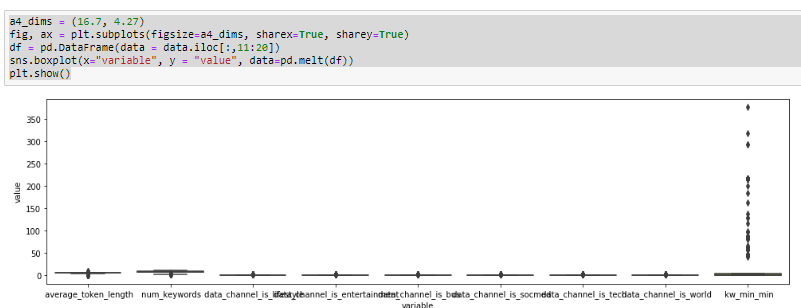 a4_dims = (16.7, 4.27)
fig, ax = plt.subplots(figsize=a4_dims, sharex=True, sharey=True)
df = pd.DataFrame(data = data.iloc[:,11:20])
sns.boxplot(x="variable", y = "value", data=pd.melt(df))
plt.show()
350
300
250
200
150
100
50
0
value
average_token_length num_keywords data_channel_is_lifestyle data_channel_is_entertainment data_channel_is_bus data_channel_is_socmed data_channel_is_tech data_channel_is_world kw_min_min
variable